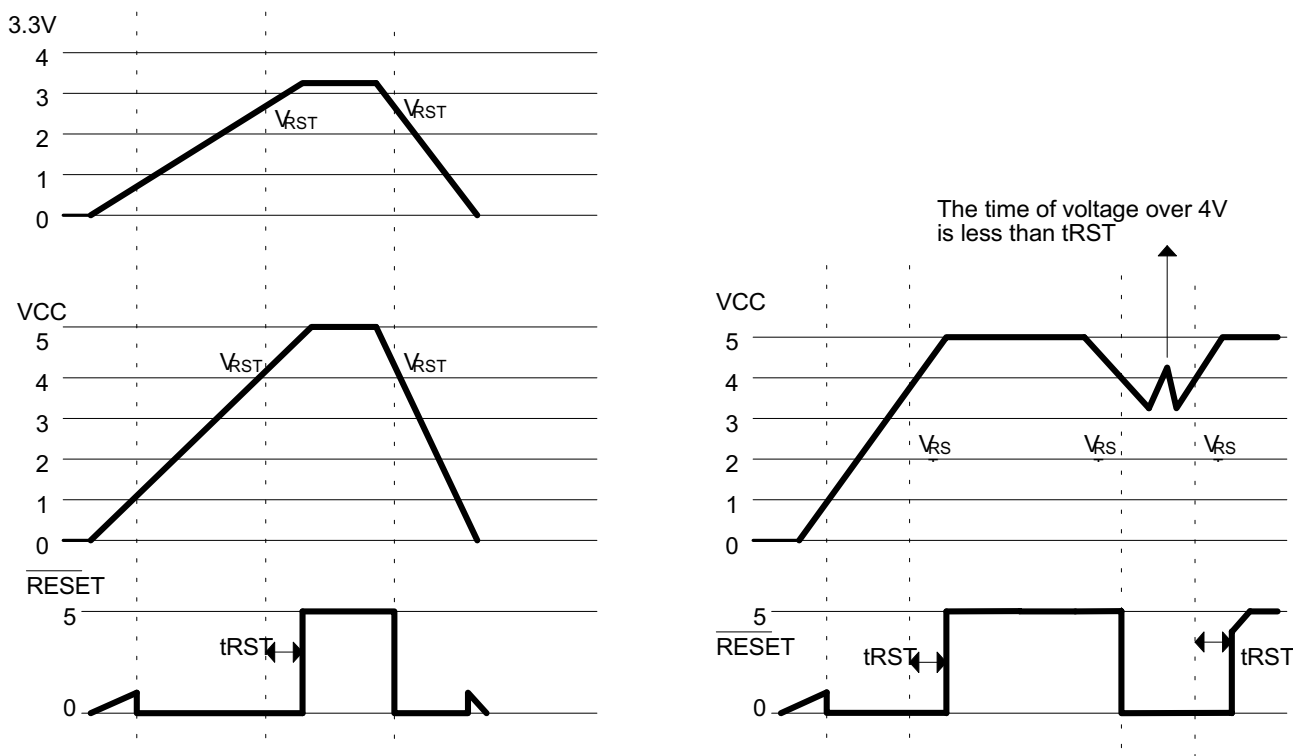 3.3V
4
3
2
1
0
VRST
VRST
VCC
5
4
3
2
1
0
VRST
VRST
RESET
5
0
tRST
The time of voltage over 4V
is less than tRST
VCC
5
4
3
2
1
0
VRS
VRS
VRS
5
RESET
0
tRST
tRST